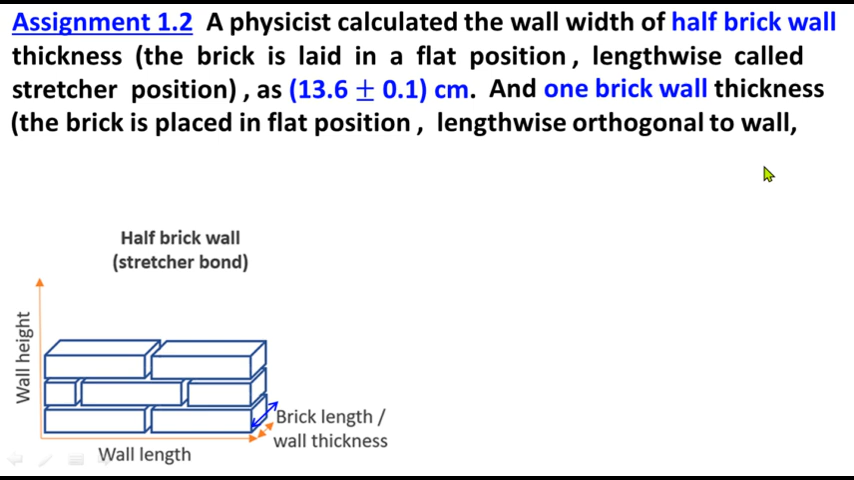 Assignment 1.2 A physicist calculated the wall width of half brick wall
thickness (the brick is laid in a flat position, lengthwise called
stretcher position), as (13.6 ± 0.1) cm. And one brick wall thickness
(the brick is placed in flat position, lengthwise orthogonal to wall,
Half brick wall
(stretcher bond)
Wall height
Brick length /
wall thickness
Wall length